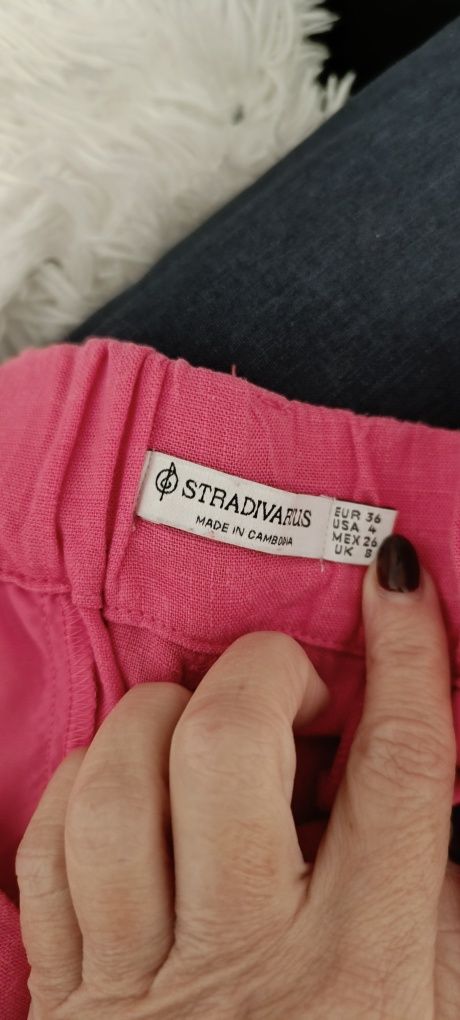 STRADIVARIUS
MADE IN CAMBODIA
EUR 36
USA 4
MEX 26
UK 8